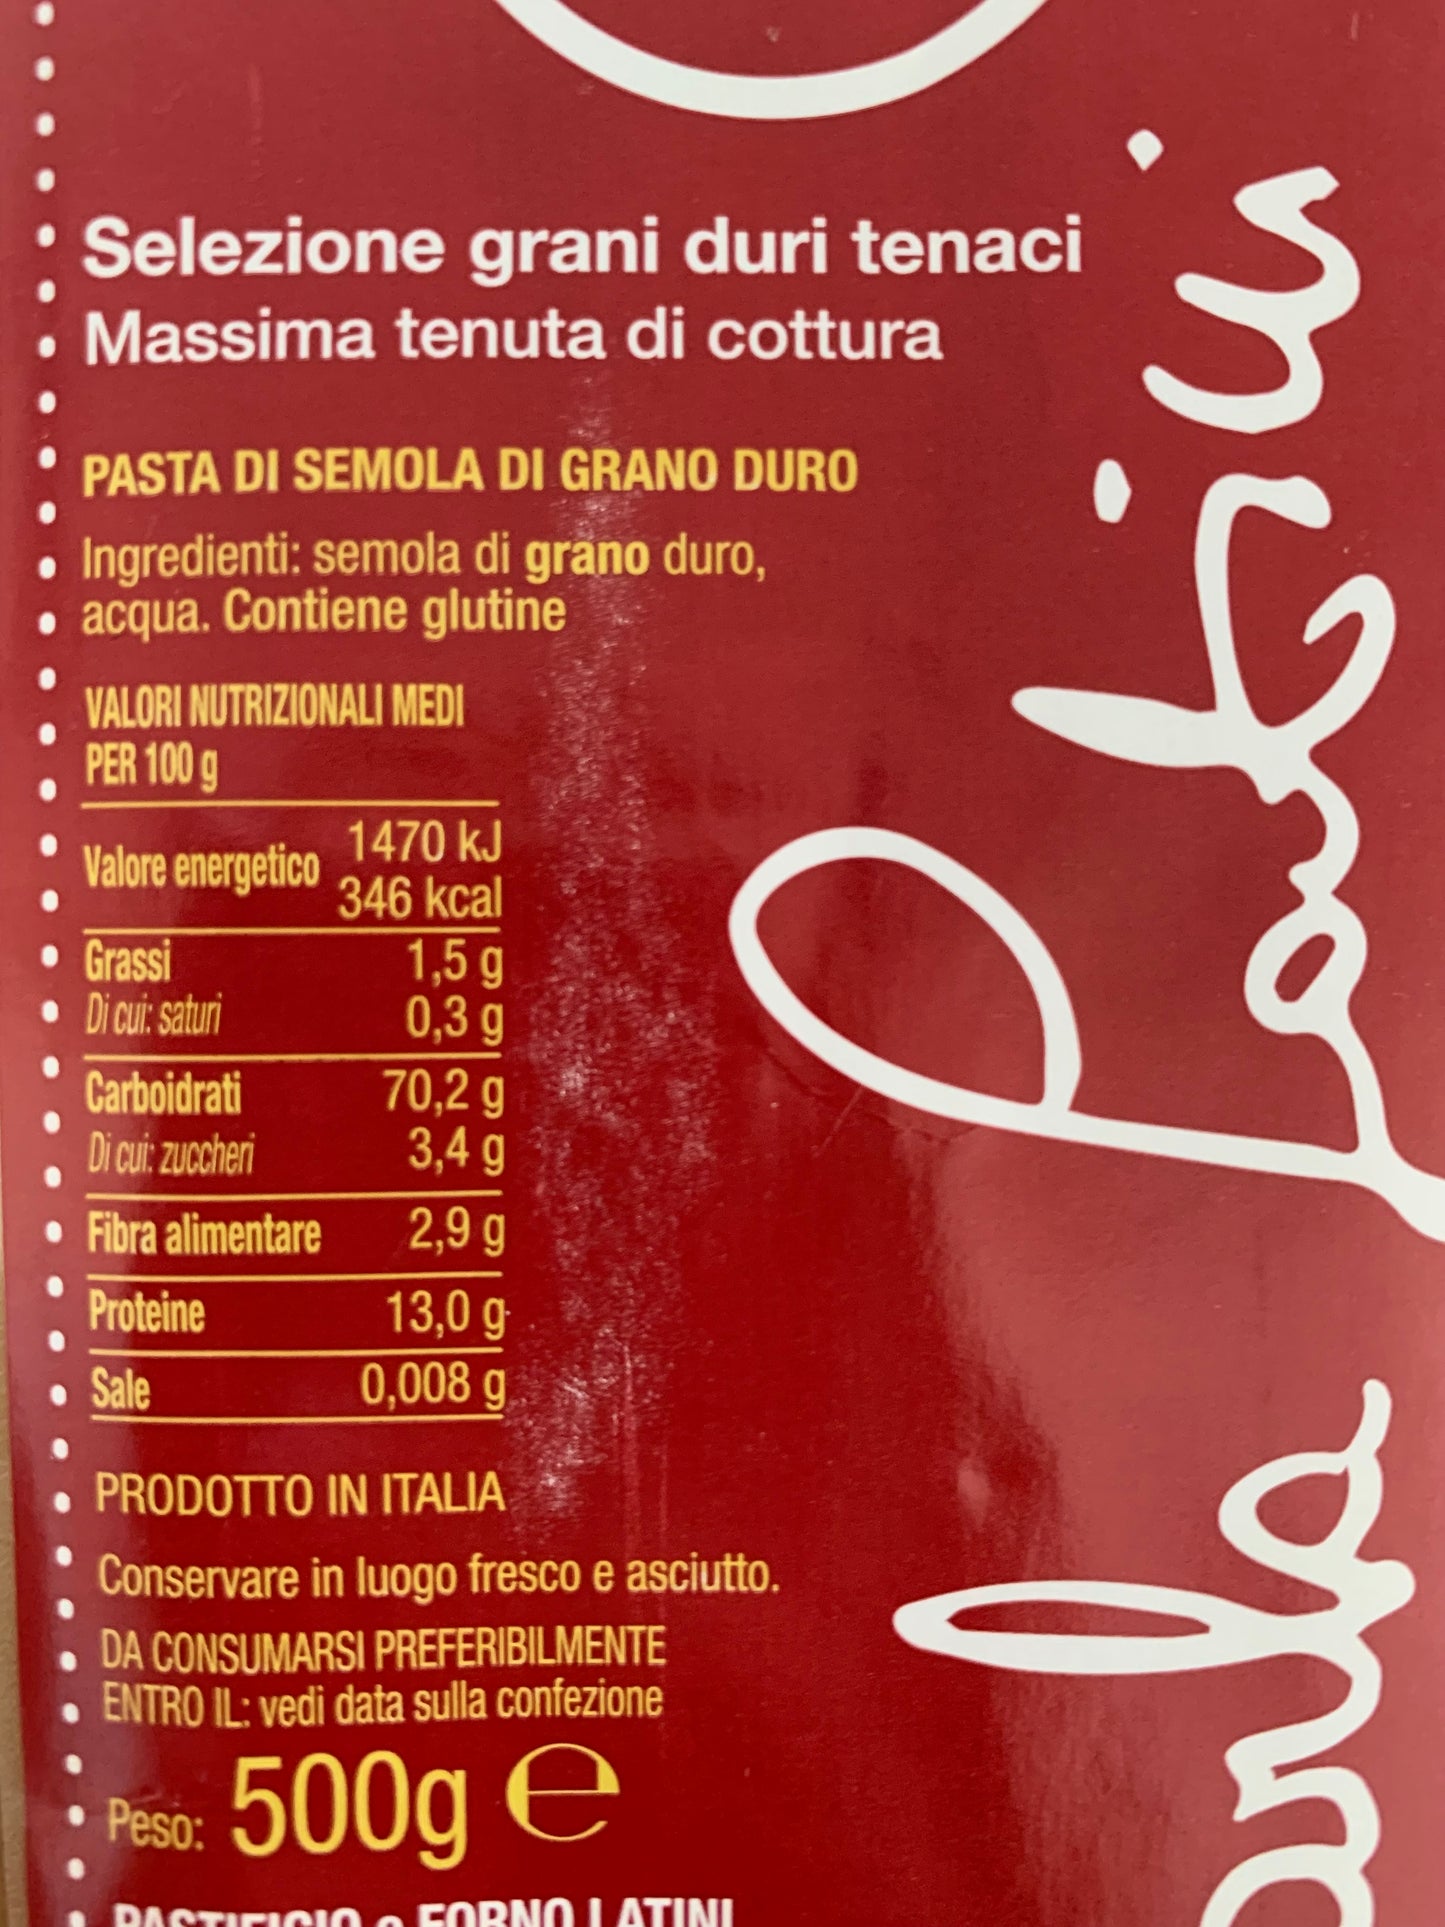 Selezione grani duri tenaci
Massima tenuta di cottura
PASTA DI SEMOLA DI GRANO DURO
Ingredienti: semola di grano duro,
acqua. Contiene glutine
VALORI NUTRIZIONALI MEDI
PER 100 g
Valore energetico 1470 kJ
346 kcal
Grassi 1,5 g
Di cui: saturi 0,3 g
Carboidrati 70,2 g
Di cui: zuccheri 3,4 g
Fibra alimentare 2,9 g
Proteine 13,0 g
Sale 0,008 g
PRODOTTO IN ITALIA
Conservare in luogo fresco e asciutto.
DA CONSUMARSI PREFERIBILMENTE
ENTRO IL: vedi data sulla confezione
Peso: 500g ℮
PASTIFICIO e FORNO LATINI
Latini